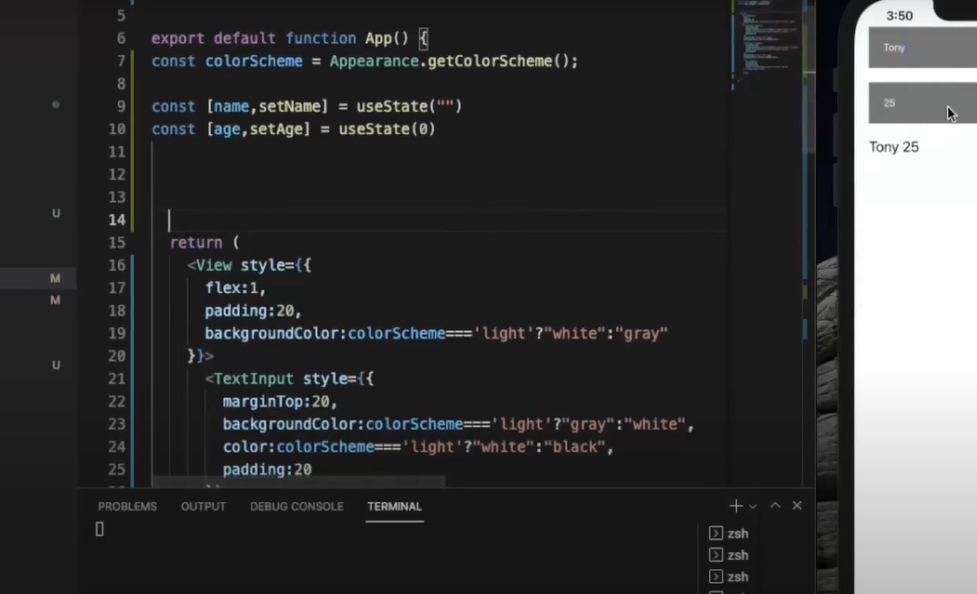 5
6 export default function App() {
7 const colorScheme = Appearance.getColorScheme();
8
9 const [name,setName] = useState("")
10 const [age,setAge] = useState(0)
11
12
13
14
15 return (
16 <View style={{
17 flex:1,
18 padding:20,
19 backgroundColor:colorScheme==='light'?"white":"gray"
20 }}>
21 <TextInput style={{
22 marginTop:20,
23 backgroundColor:colorScheme==='light'?"gray":"white",
24 color:colorScheme==='light'?"white":"black",
25 padding:20
U
M
M
U
PROBLEMS OUTPUT DEBUG CONSOLE TERMINAL
zsh
zsh
zsh
3:50
Tony
25
Tony 25